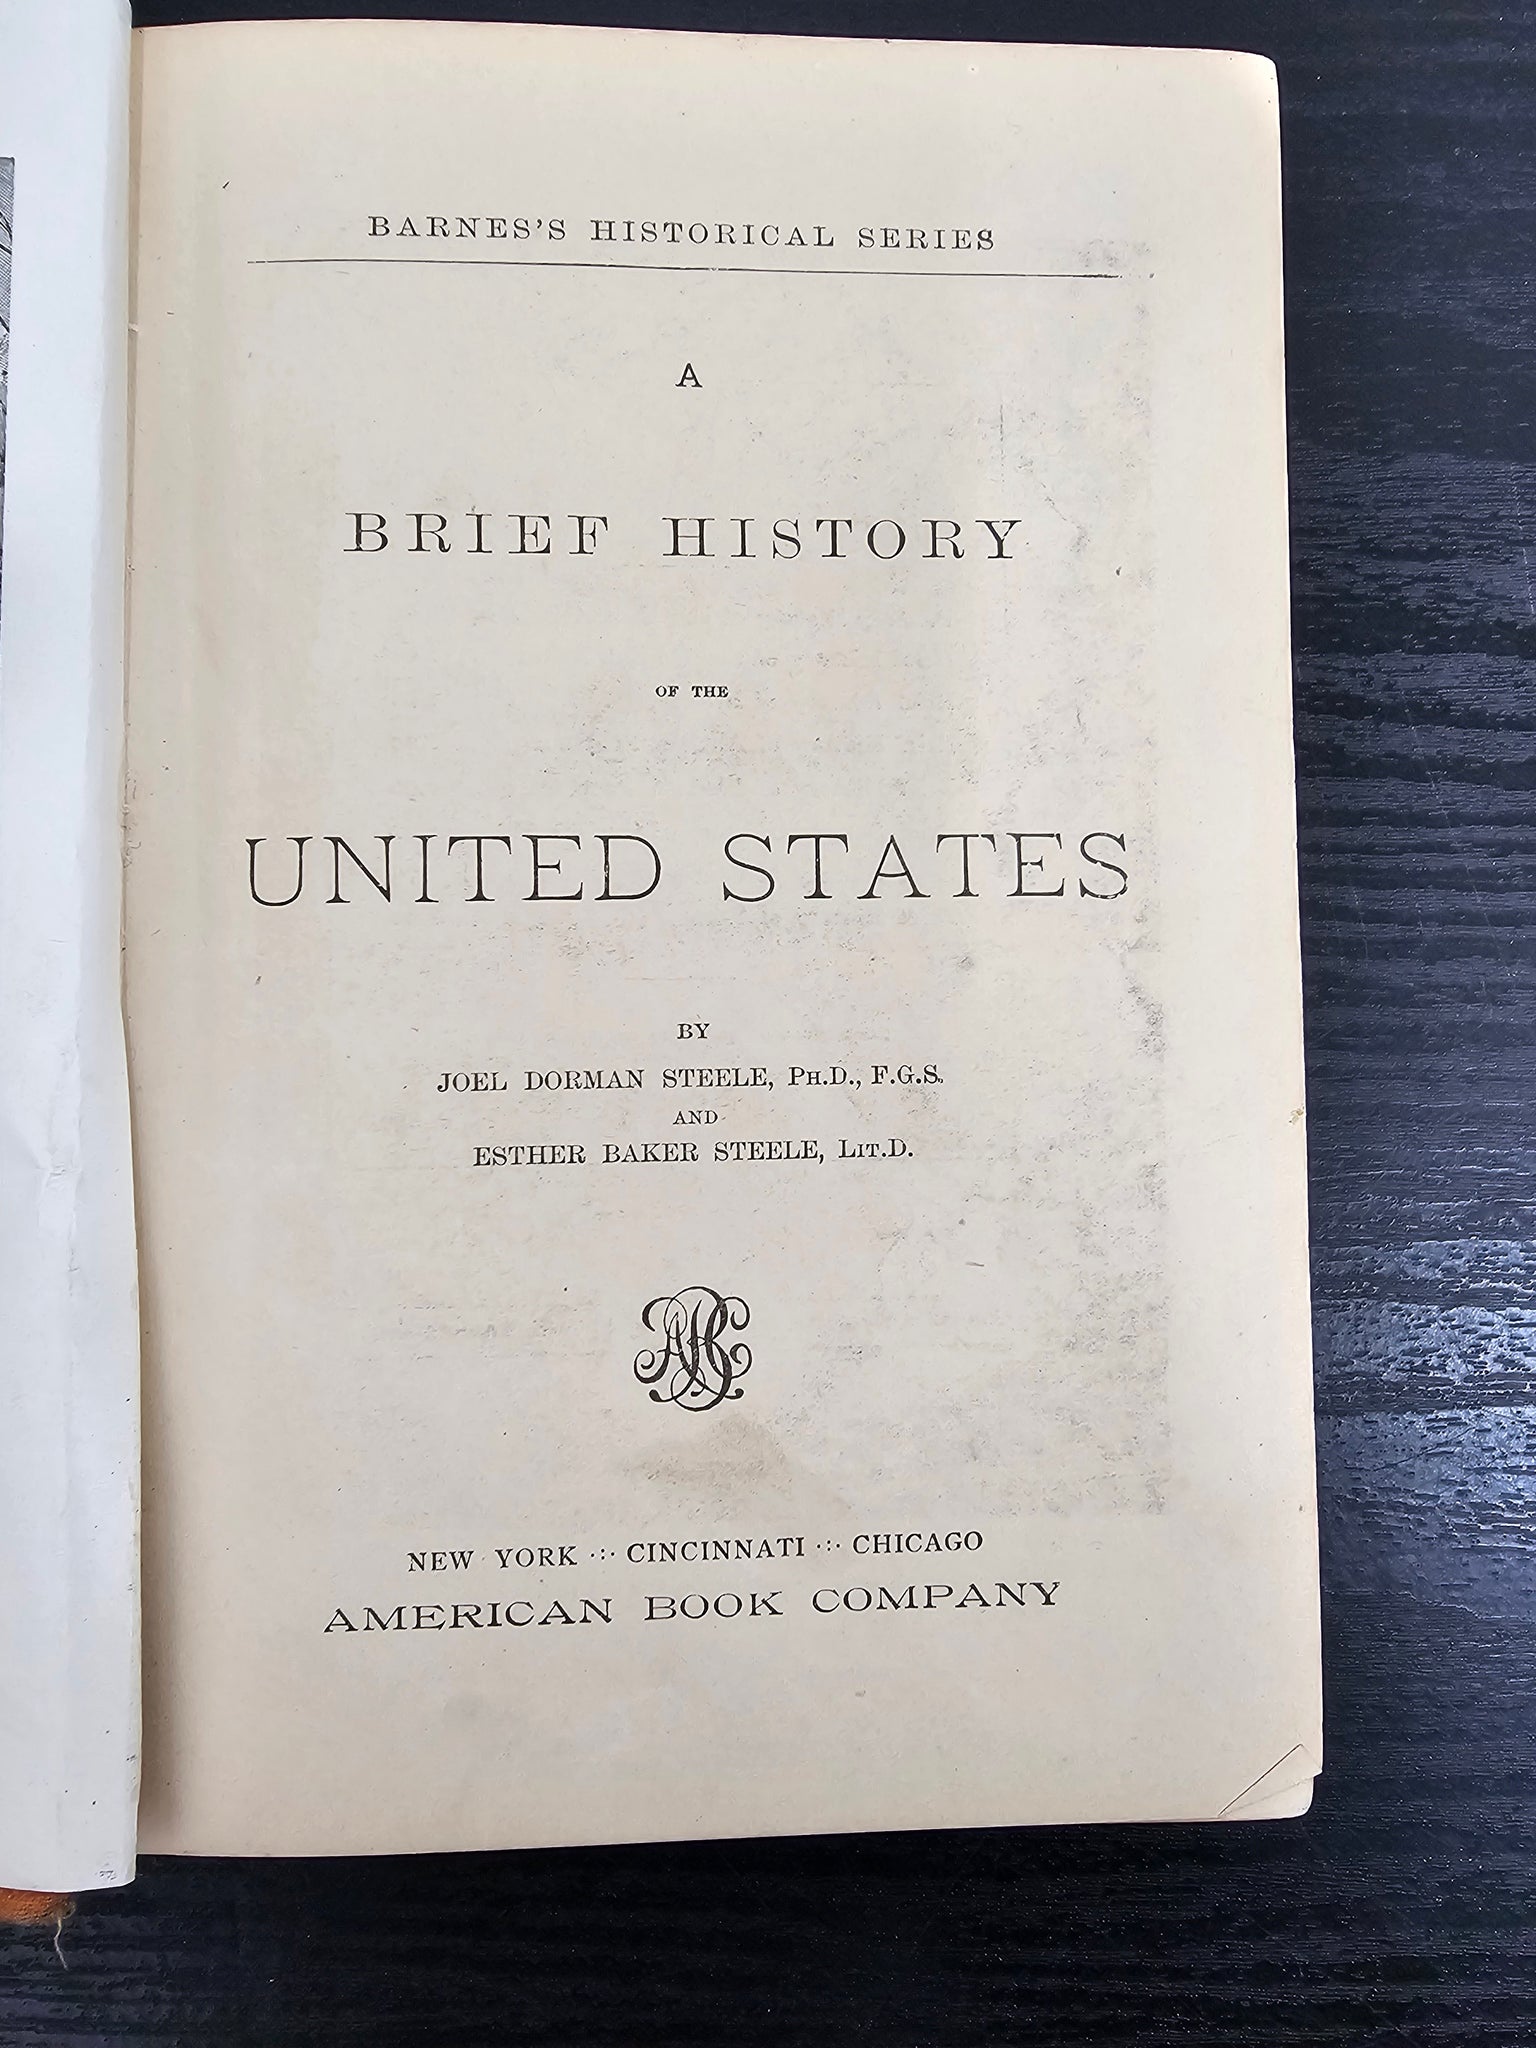 BARNES'S HISTORICAL SERIES
A
BRIEF HISTORY
OF THE
UNITED STATES
BY
JOEL DORMAN STEELE, PH.D., F.G.S.
AND
ESTHER BAKER STEELE, LIT.D.
ABC
NEW YORK ·:· CINCINNATI ·:· CHICAGO
AMERICAN BOOK COMPANY